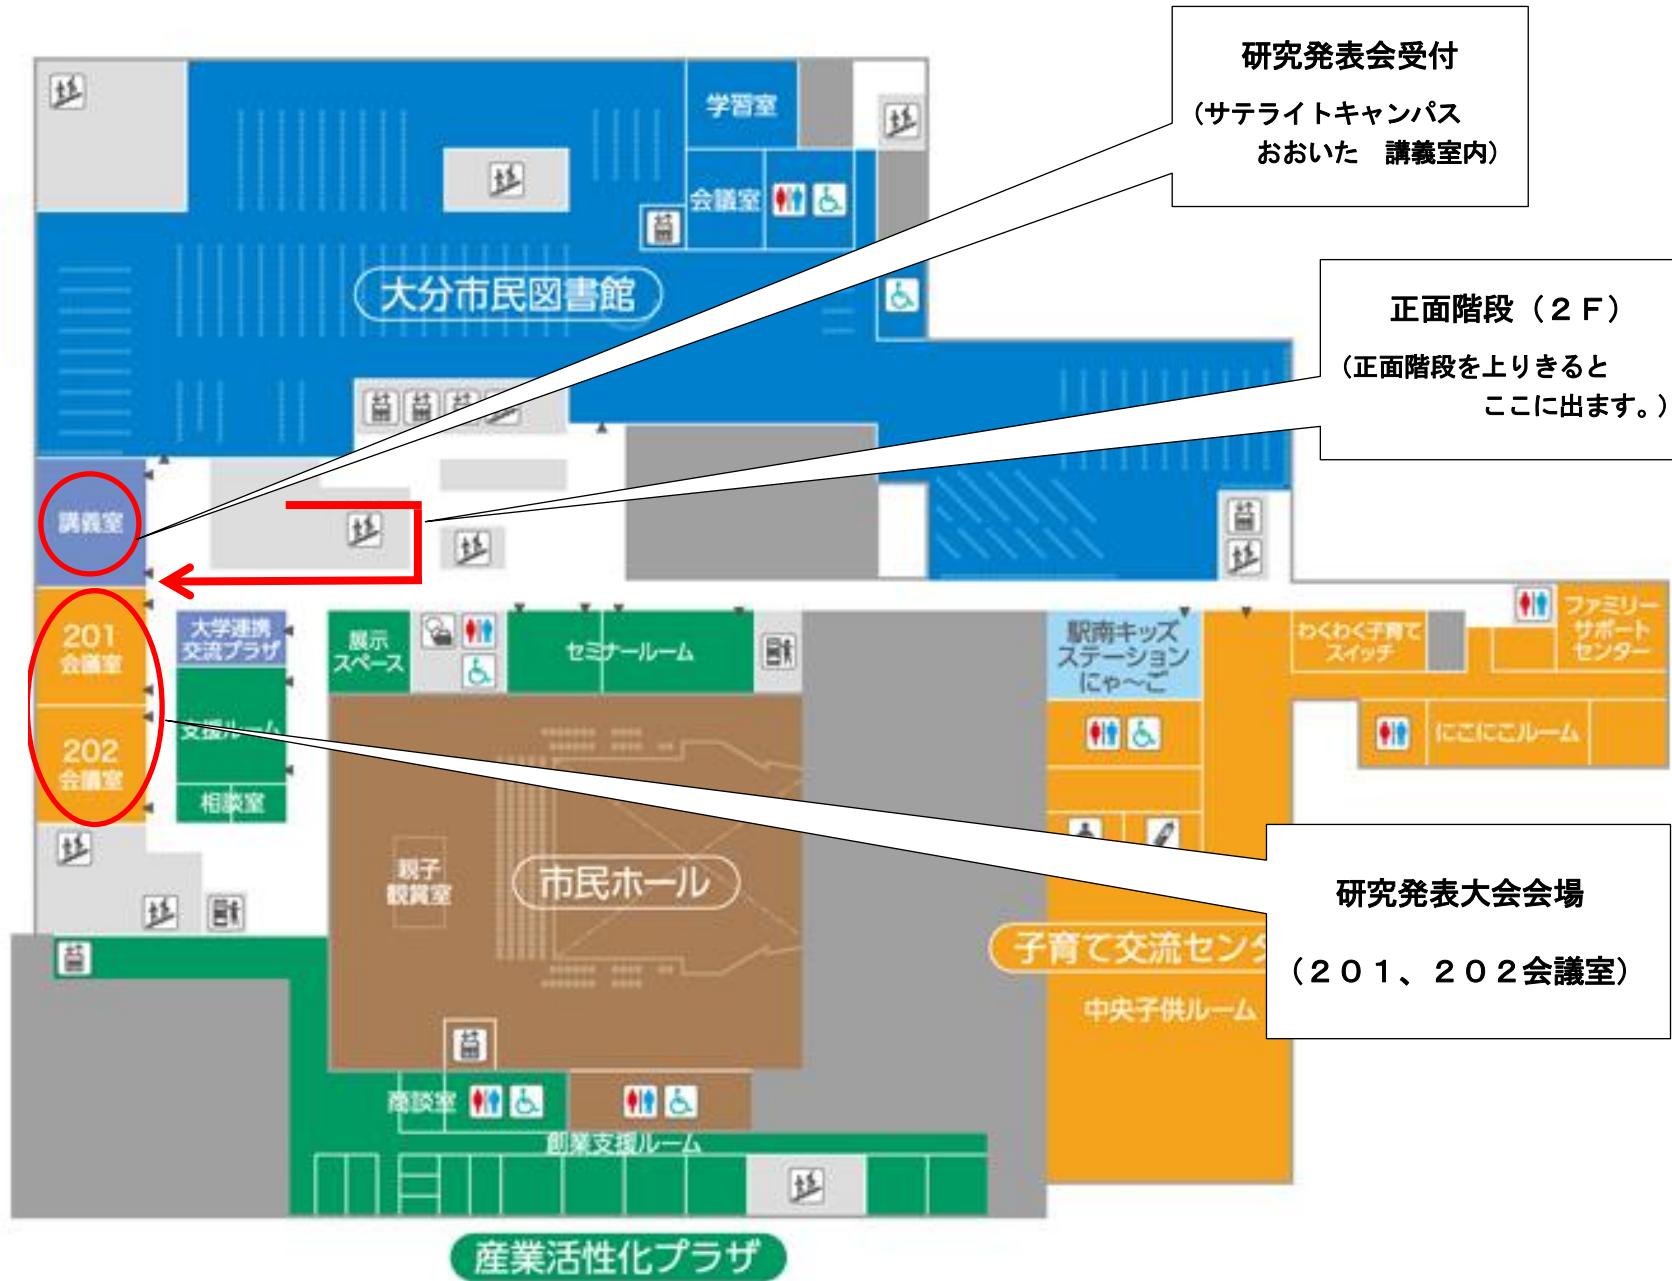 研究発表会受付
（サテライトキャンパス
おおいた　講義室内）
学習室
会議室
大分市民図書館
正面階段（２Ｆ）
（正面階段を上りきると
ここに出ます。）
講義室
201
会議室
202
会議室
大学連携
交流プラザ
支援ルーム
相談室
展示
スペース
セミナールーム
駅南キッズ
ステーション
にゃ～ご
わくわく子育て
スイッチ
ファミリー
サポート
センター
にこにこルーム
親子
観賞室
市民ホール
子育て交流センタ
中央子供ルーム
研究発表大会会場
（２０１、２０２会議室）
商談室
創業支援ルーム
産業活性化プラザ